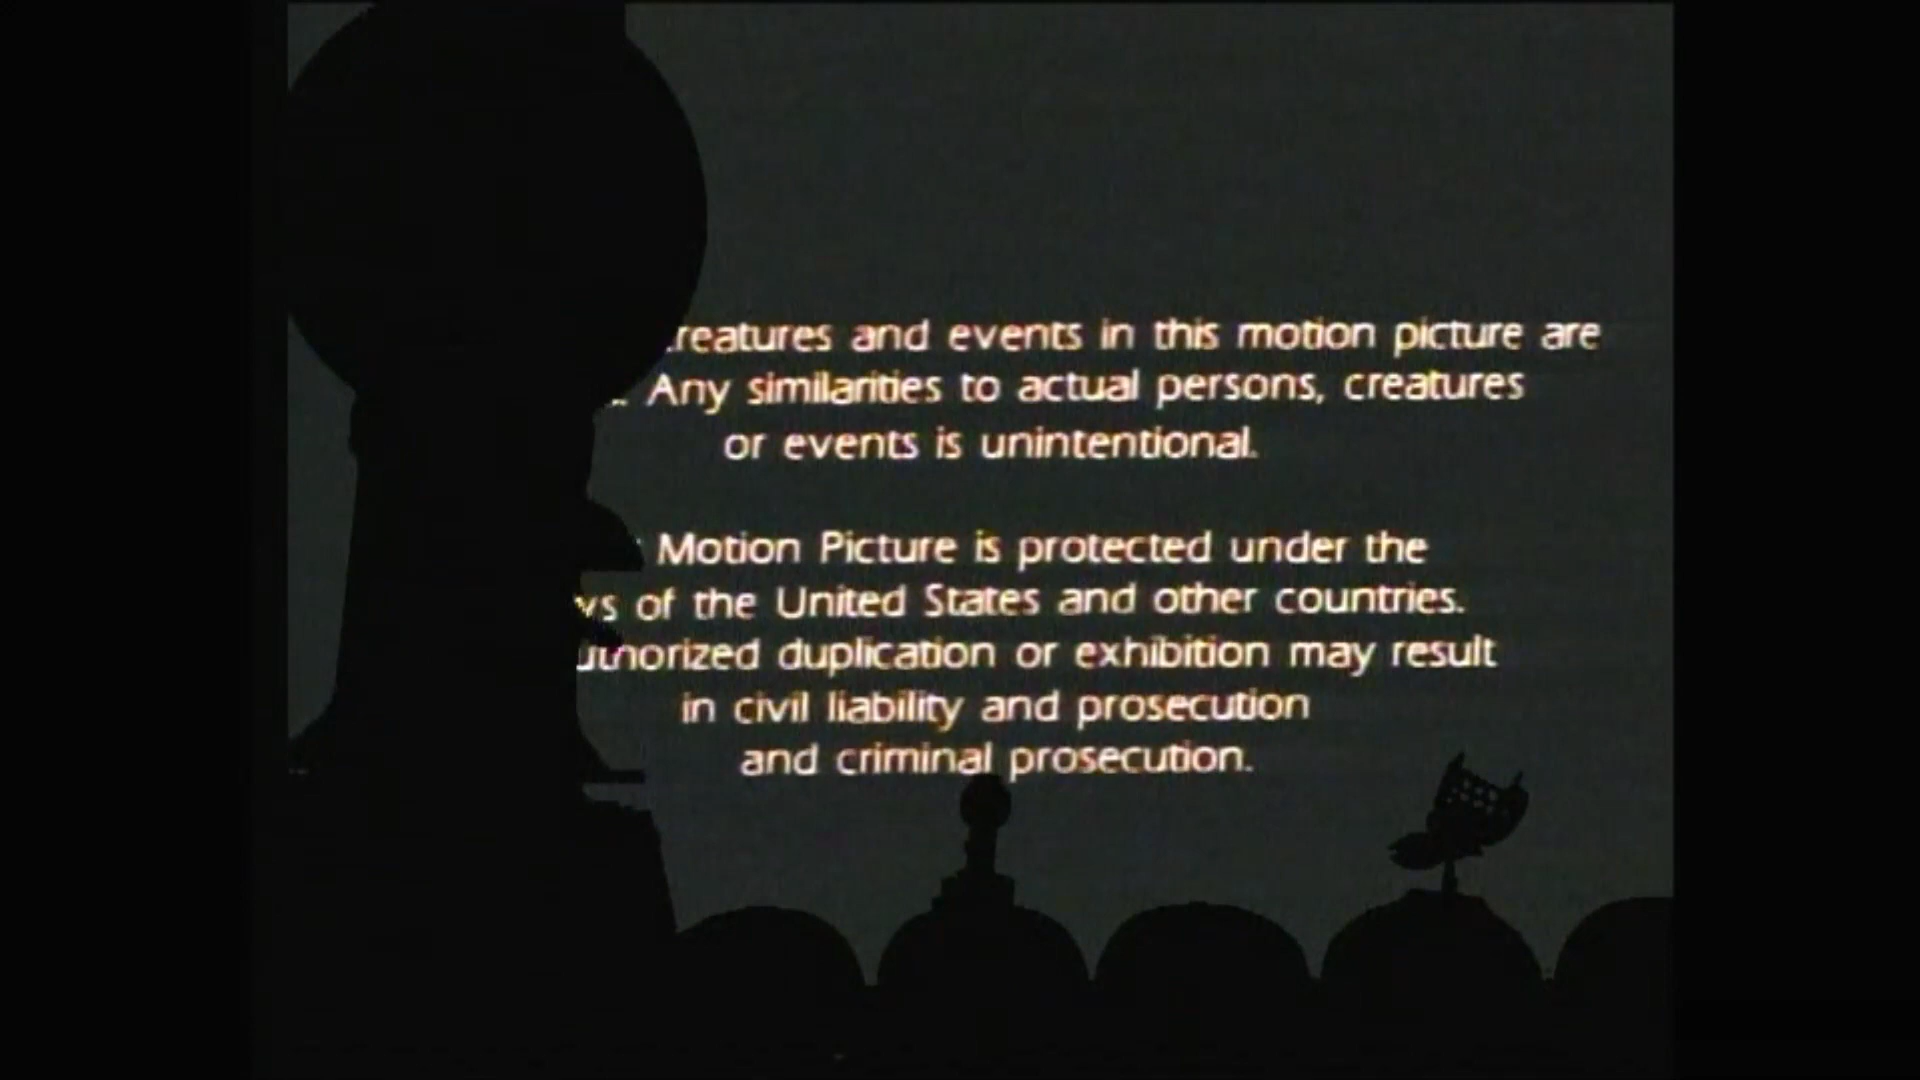 creatures and events in this motion picture are
Any similarities to actual persons, creatures
or events is unintentional.
Motion Picture is protected under the
of the United States and other countries.
uthorized duplication or exhibition may result
in civil liability and prosecution
and criminal prosecution.